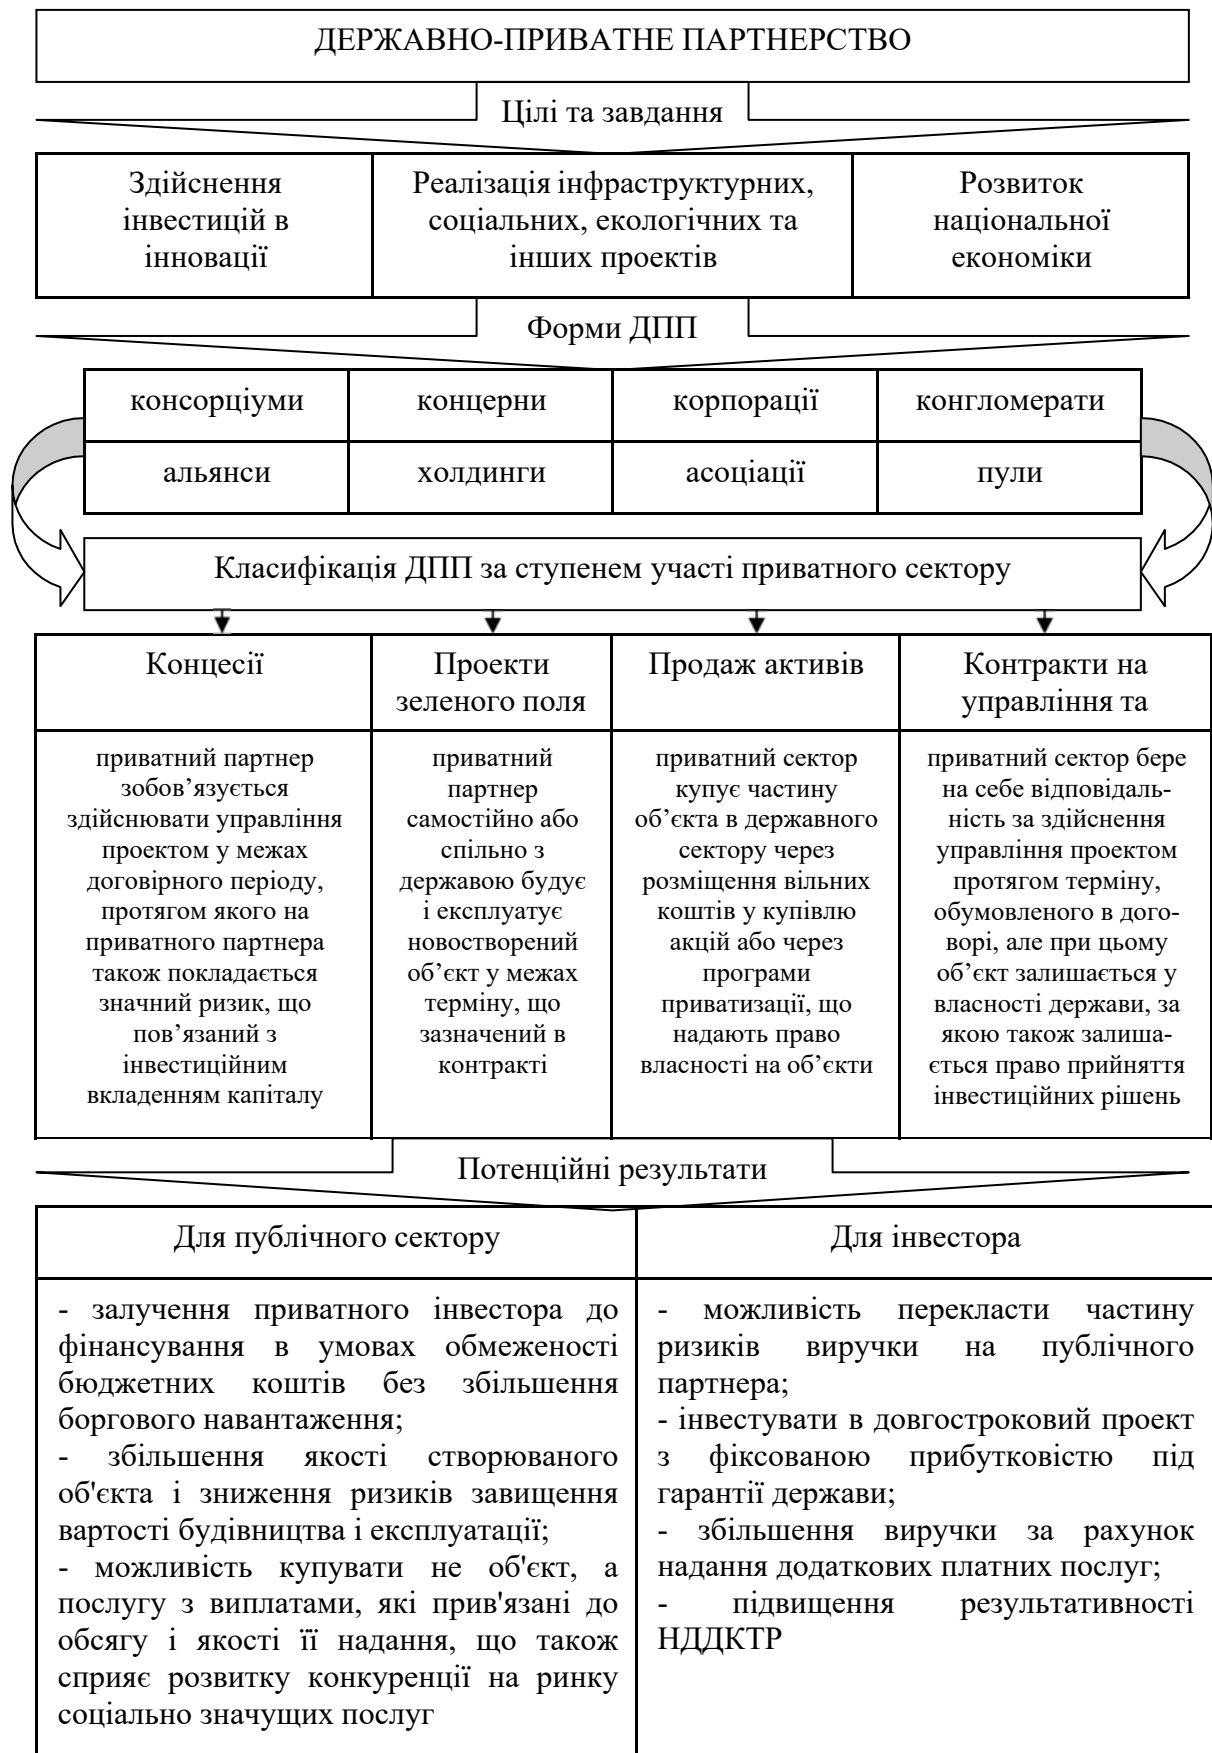 ДЕРЖАВНО-ПРИВАТНЕ ПАРТНЕРСТВО
Цілі та завдання
Здійснення
інвестицій в
інновації
Реалізація інфраструктурних,
соціальних, екологічних та
інших проектів
Розвиток
національної
економіки
Форми ДПП
консорціуми
концерни
корпорації
конгломерати
альянси
холдинги
асоціації
пули
Класифікація ДПП за ступенем участі приватного сектору
Концесії
Проекти
зеленого поля
Продаж активів
Контракти на
управління та
приватний партнер
зобов’язується
здійснювати управління
проектом у межах
договірного періоду,
протягом якого на
приватного партнера
також покладається
значний ризик, що
пов’язаний з
інвестиційним
вкладенням капіталу
приватний
партнер
самостійно або
спільно з
державою будує
і експлуатує
новостворений
об’єкт у межах
терміну, що
зазначений в
контракті
приватний сектор
купує частину
об’єкта в державного
сектору через
розміщення вільних
коштів у купівлю
акцій або через
програми
приватизації, що
надають право
власності на об’єкти
приватний сектор бере
на себе відповідаль-
ність за здійснення
управління проектом
протягом терміну,
обумовленого в дого-
ворі, але при цьому
об’єкт залишається у
власності держави, за
якою також залиша-
ється право прийняття
інвестиційних рішень
Потенційні результати
Для публічного сектору
Для інвестора
- залучення приватного інвестора до
фінансування в умовах обмеженості
бюджетних коштів без збільшення
боргового навантаження;
- збільшення якості створюваного
об'єкта і зниження ризиків завищення
вартості будівництва і експлуатації;
- можливість купувати не об'єкт, а
послугу з виплатами, які прив'язані до
обсягу і якості її надання, що також
сприяє розвитку конкуренції на ринку
соціально значущих послуг
- можливість перекласти частину
ризиків виручки на публічного
партнера;
- інвестувати в довгостроковий проект
з фіксованою прибутковістю під
гарантії держави;
- збільшення виручки за рахунок
надання додаткових платних послуг;
- підвищення результативності
НДДКТР